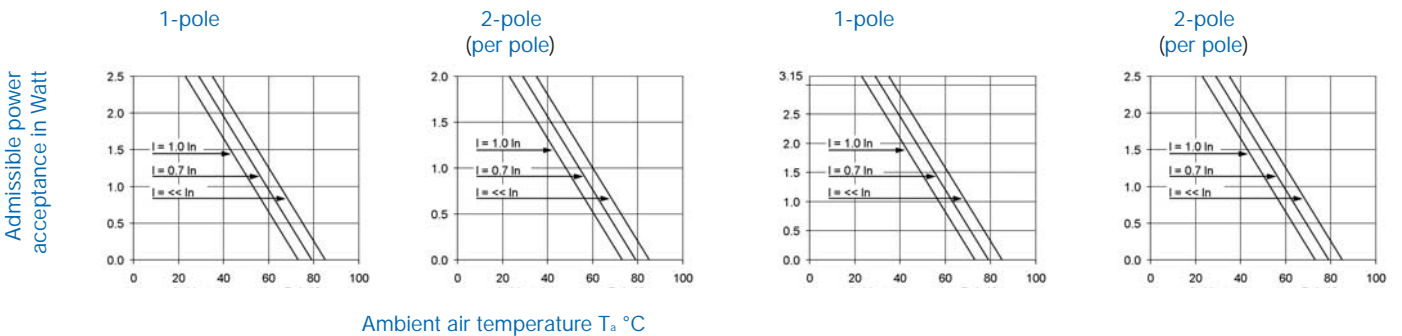 1-pole
2-pole
(per pole)
1-pole
2-pole
(per pole)
Admissible power
acceptance in Watt
2.5
2.0
1.5
1.0
0.5
0.0
I = 1.0 In
I = 0.7 In
I = << In
0 20 40 60 80 100
2.0
1.5
1.0
0.5
0.0
I = 1.0 In
I = 0.7 In
I = << In
0 20 40 60 80 100
3.15
2.5
2.0
1.5
1.0
0.5
0.0
I = 1.0 In
I = 0.7 In
I = << In
0 20 40 60 80 100
2.5
2.0
1.5
1.0
0.5
0.0
I = 1.0 In
I = 0.7 In
I = << In
0 20 40 60 80 100
Ambient air temperature Tₐ °C